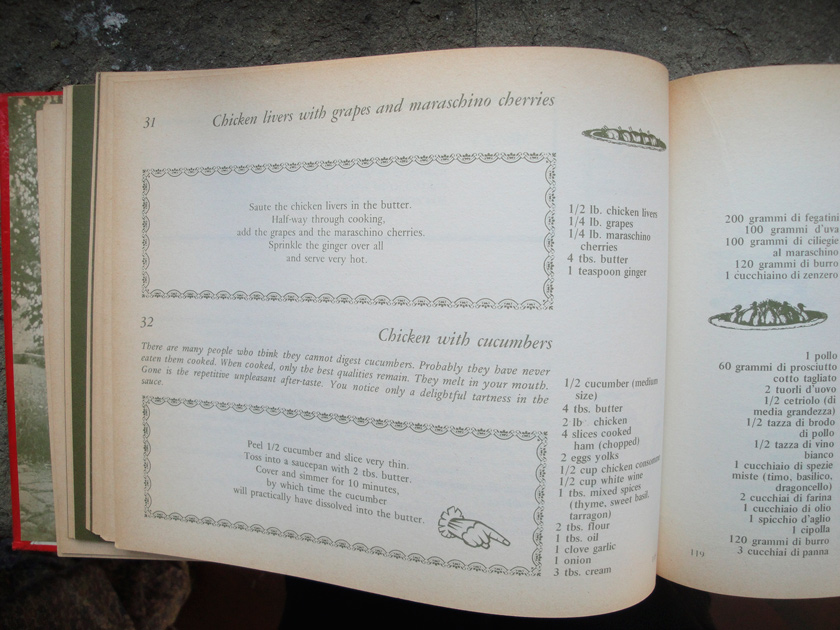 31
Chicken livers with grapes and maraschino cherries
Saute the chicken livers in the butter.
Half-way through cooking,
add the grapes and the maraschino cherries.
Sprinkle the ginger over all
and serve very hot.
1/2 lb. chicken livers
1/4 lb. grapes
1/4 lb. maraschino
cherries
4 tbs. butter
1 teaspoon ginger
32
Chicken with cucumbers
There are many people who think they cannot digest cucumbers. Probably they have never
eaten them cooked. When cooked, only the best qualities remain. They melt in your mouth.
Gone is the repetitive unpleasant after-taste. You notice only a delightful tartness in the
sauce.
Peel 1/2 cucumber and slice very thin.
Toss into a saucepan with 2 tbs. butter.
Cover and simmer for 10 minutes,
by which time the cucumber
will practically have dissolved into the butter.
1/2 cucumber (medium
size)
4 tbs. butter
2 lb chicken
4 slices cooked
ham (chopped)
2 eggs yolks
1/2 cup chicken
1/2 cup white wine
1 tbs. mixed spices
(thyme, sweet basil,
tarragon)
2 tbs. flour
1 tbs. oil
1 clove garlic
1 onion
3 tbs. cream
200 grammi di fegatini
100 grammi d'uva
100 grammi di ciliegie
al maraschino
120 grammi di burro
1 cucchiaino di zenzero
1 pollo
60 grammi di prosciutto
cotto tagliato
2 tuorli d'uovo
1/2 cetriolo (di
media grandezza)
1/2 tazza di brodo
di pollo
1/2 tazza di vino
bianco
1 cucchiaio di spezie
miste (timo, basilico,
dragoncello)
2 cucchiai di farina
1 cucchiaio di olio
1 spicchio d'aglio
1 cipolla
120 grammi di burro
3 cucchiai di panna
119